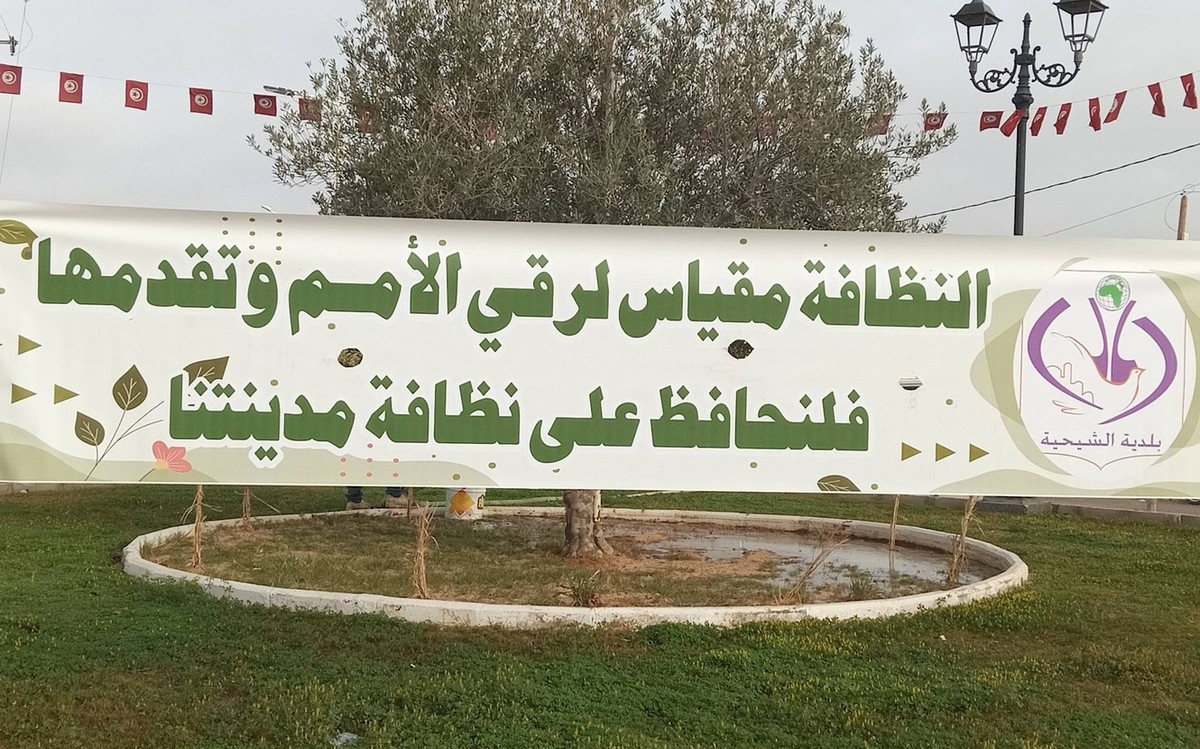 النظافة مقياس لرقي الأمم وتقدمها
فلنحافظ على نظافة مدينتنا
بلدية الشيحية